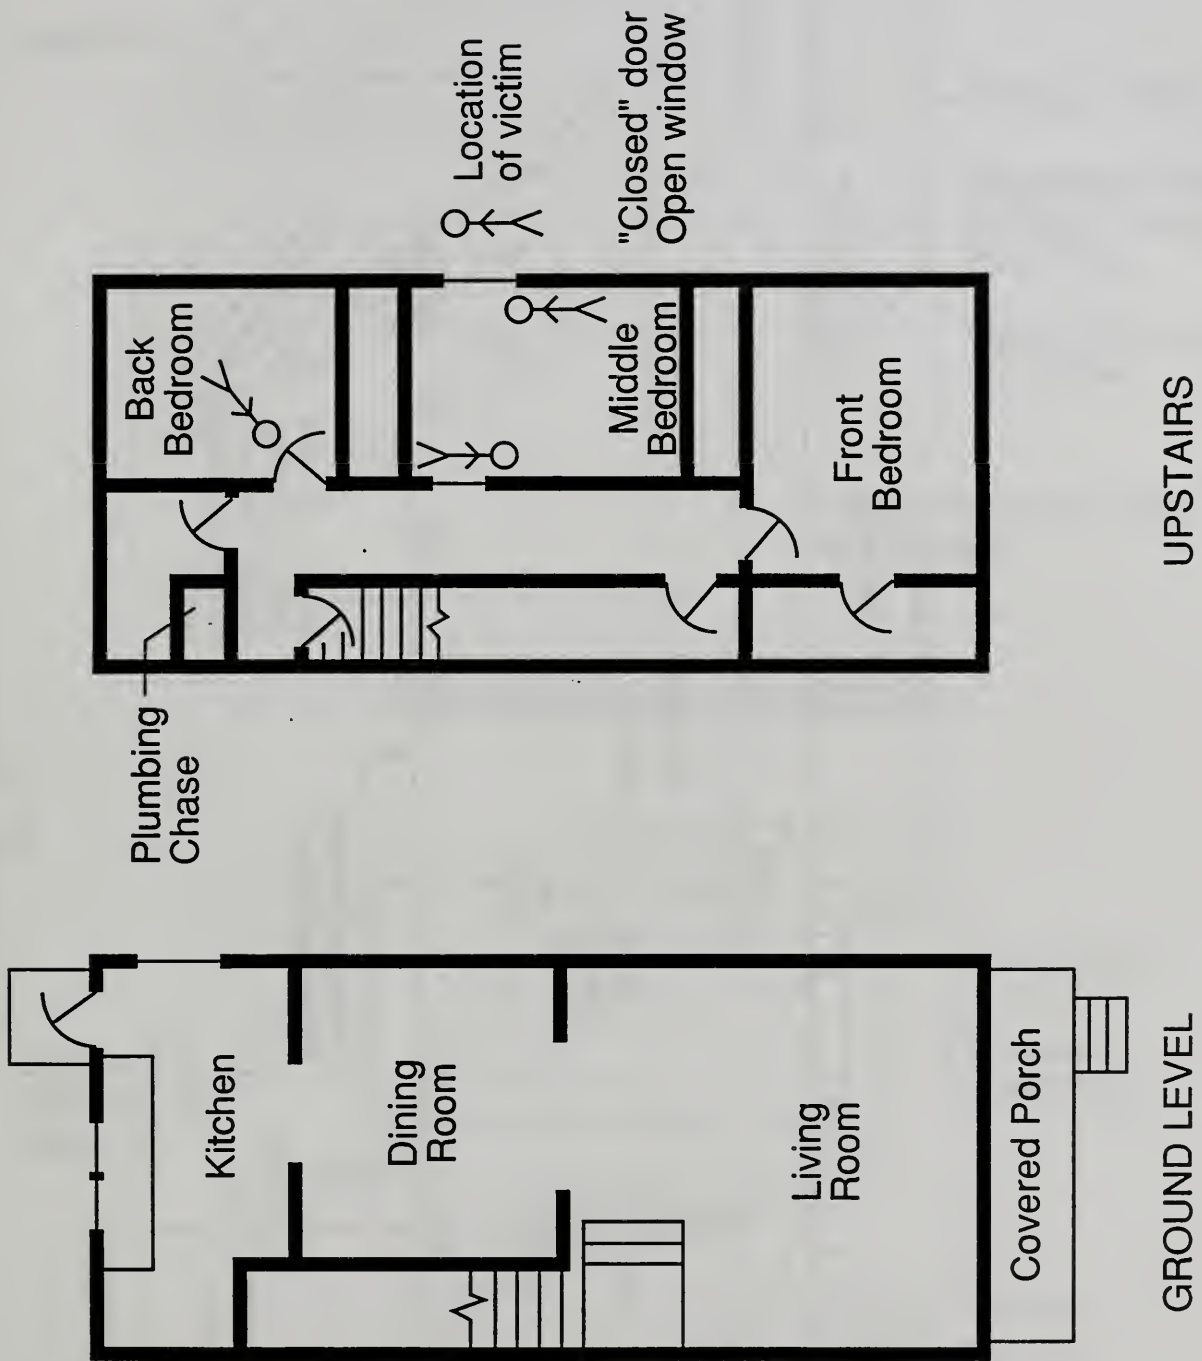 Plumbing
Chase
Back
Bedroom
Middle
Bedroom
Front
Bedroom
Location
of victim
"Closed" door
Open window
UPSTAIRS
Kitchen
Dining
Room
Living
Room
Covered Porch
GROUND LEVEL